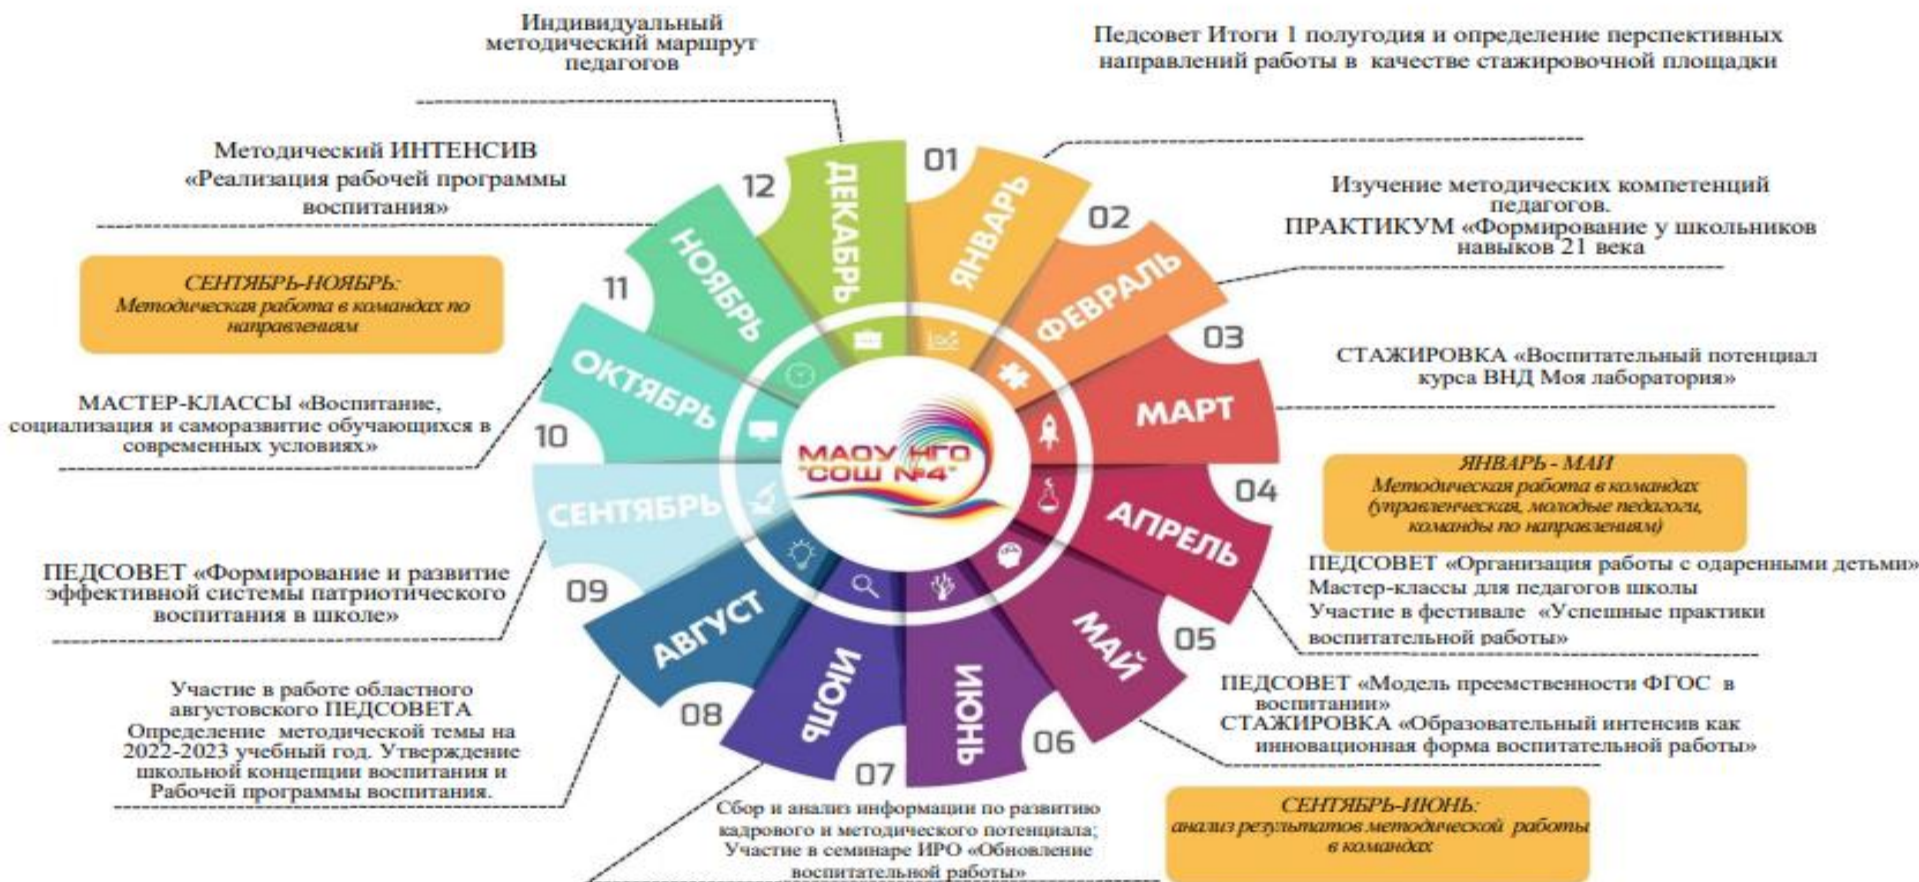 Индивидуальный
методический маршрут
педагогов
Педсовет Итоги 1 полугодия и определение перспективных
направлений работы в качестве стажировочной площадки
Методический ИНТЕНСИВ
«Реализация рабочей программы
воспитания»
Изучение методических компетенций
педагогов.
ПРАКТИКУМ «Формирование у школьников
навыков 21 века
СЕНТЯБРЬ-НОЯБРЬ:
Методическая работа в командах по
направлениям
СТАЖИРОВКА «Воспитательный потенциал
курса ВНД Моя лаборатория»
МАСТЕР-КЛАССЫ «Воспитание,
социализация и саморазвитие обучающихся в
современных условиях»
ЯНВАРЬ - МАЙ
Методическая работа в командах
(управленческая, молодые педагоги,
команды по направлениям)
ПЕДСОВЕТ «Организация работы с одаренными детьми»
Мастер-классы для педагогов школы
Участие в фестивале «Успешные практики
воспитательной работы»
ПЕДСОВЕТ «Формирование и развитие
эффективной системы патриотического
воспитания в школе»
ПЕДСОВЕТ «Модель преемственности ФГОС в
воспитании»
СТАЖИРОВКА «Образовательный интенсив как
инновационная форма воспитательной работы»
Участие в работе областного
августовского ПЕДСОВЕТА
Определение методической темы на
2022-2023 учебный год. Утверждение
школьной концепции воспитания и
Рабочей программы воспитания.
Сбор и анализ информации по развитию
кадрового и методического потенциала;
Участие в семинаре ИРО «Обновление
воспитательной работы»
СЕНТЯБРЬ-ИЮНЬ:
анализ результатов методической работы
в командах
01
ЯНВАРЬ
02
ФЕВРАЛЬ
03
МАРТ
04
АПРЕЛЬ
05
МАЙ
06
ИЮНЬ
07
ИЮЛЬ
08
АВГУСТ
09
СЕНТЯБРЬ
10
ОКТЯБРЬ
11
НОЯБРЬ
12
ДЕКАБРЬ
МАОУ НГО
"СОШ №4"